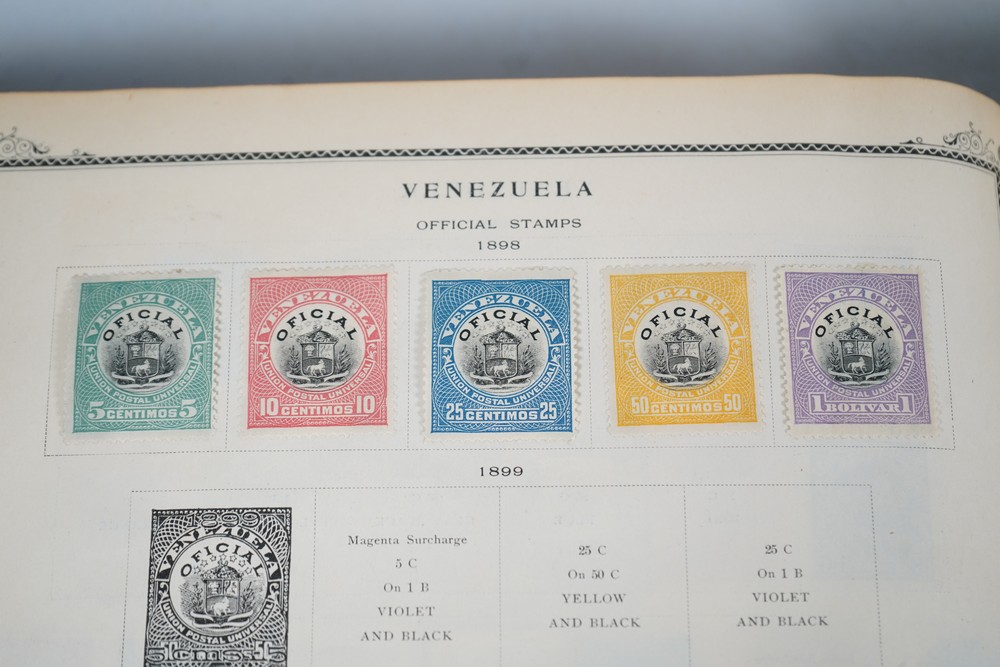 VENEZUELA
OFFICIAL STAMPS
1898
VENEZUELA
OFICIAL
UNION POSTAL UNIVERSAL
5 CENTIMOS 5
VENEZUELA
OFICIAL
UNION POSTAL UNIVERSAL
10 CENTIMOS 10
VENEZUELA
OFICIAL
UNION POSTAL UNIVERSAL
25 CENTIMOS 25
VENEZUELA
OFICIAL
UNION POSTAL UNIVERSAL
50 CENTIMOS 50
VENEZUELA
OFICIAL
UNION POSTAL UNIVERSAL
1 BOLIVAR 1
1899
1899
VENEZUELA
OFICIAL
UNION POSTAL UNIVERSAL
Magenta Surcharge
5 C
On 1 B
VIOLET
AND BLACK
25 C
On 50 C
YELLOW
AND BLACK
25 C
On 1 B
VIOLET
AND BLACK